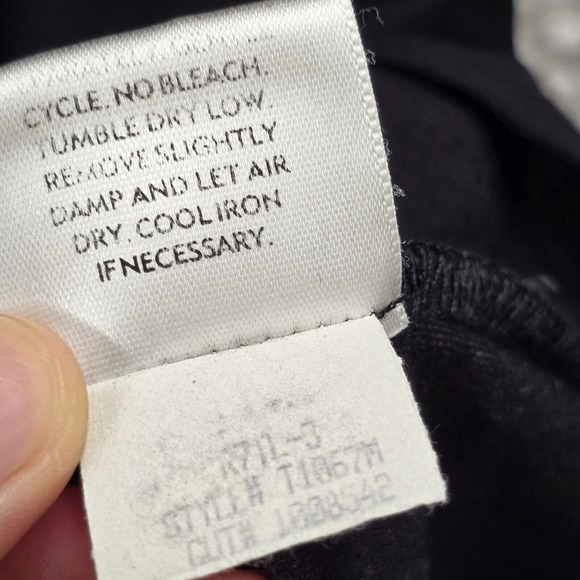 CYCLE. NO BLEACH.
TUMBLE DRY LOW.
REMOVE SLIGHTLY
DAMP AND LET AIR
DRY. COOL IRON
IF NECESSARY.
STYLE# T1067M
CUT# 1008542